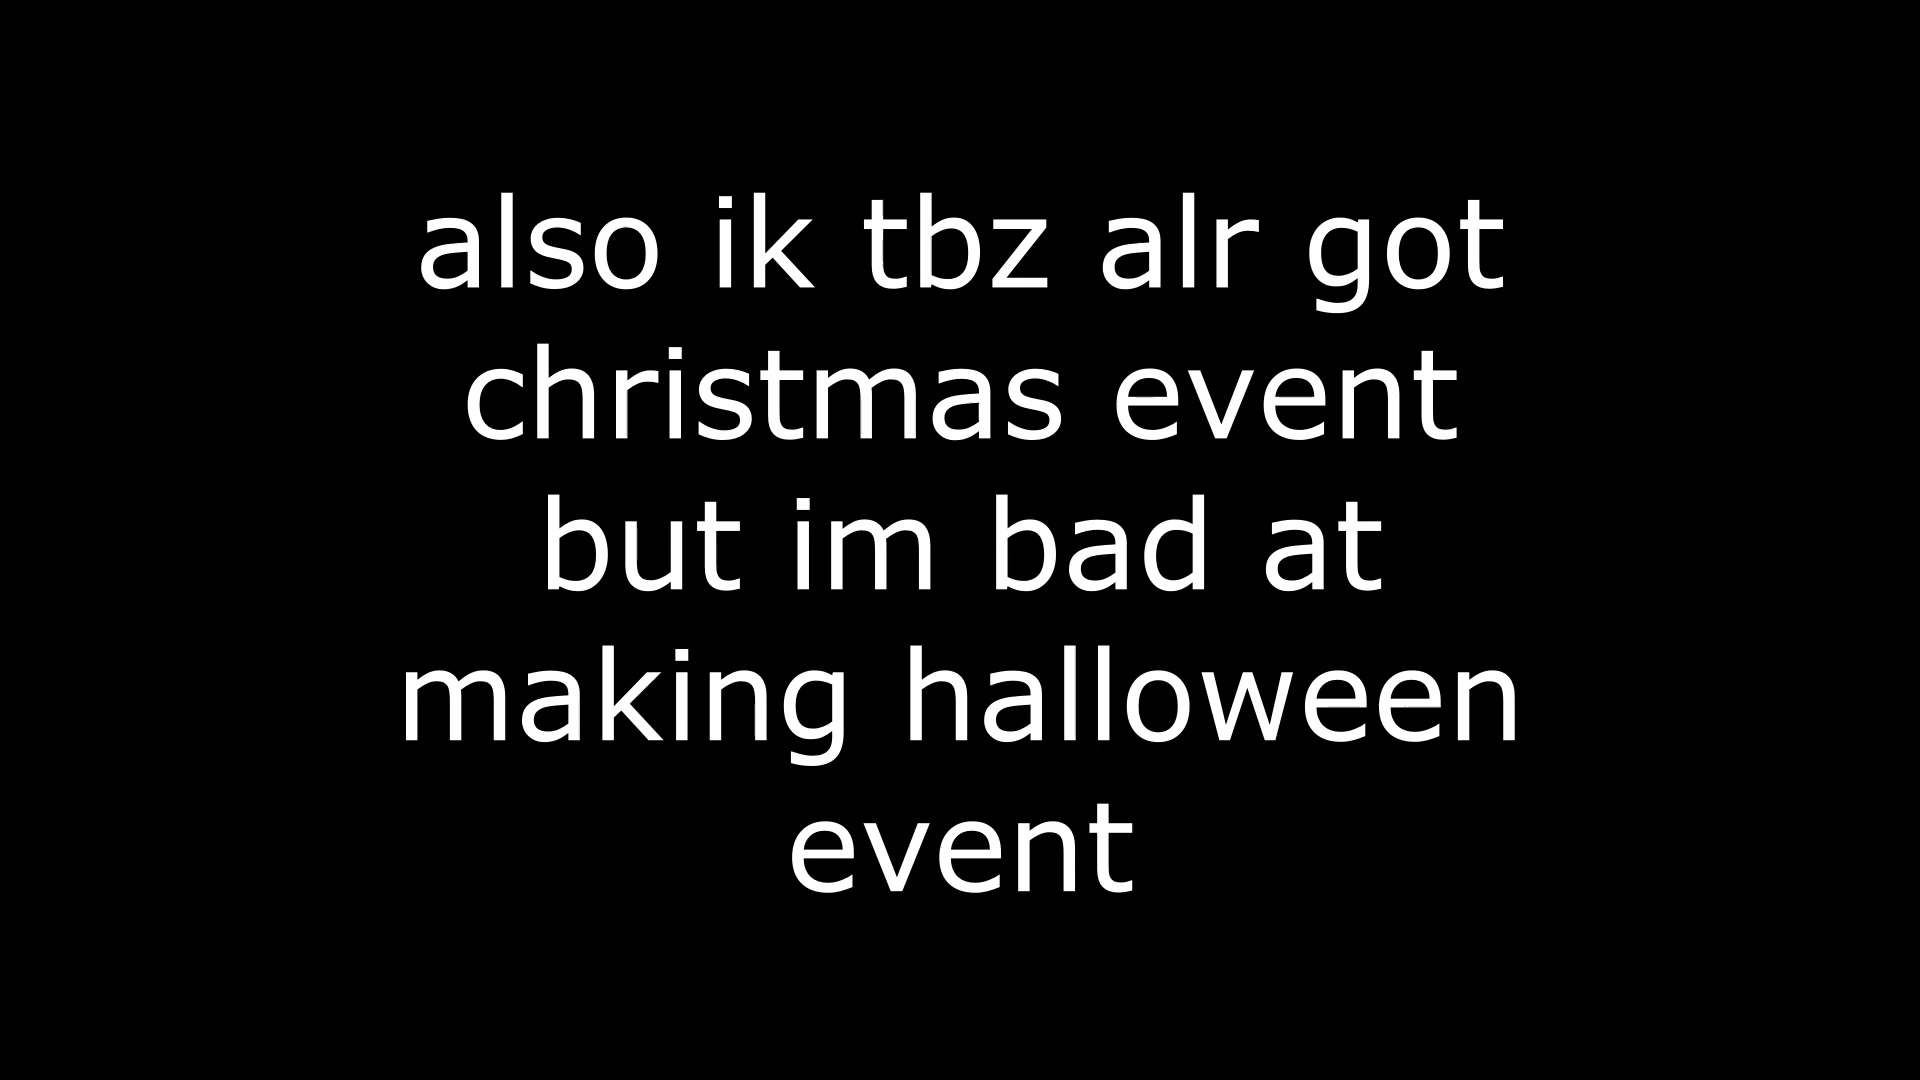 also ik tbz alr got
christmas event
but im bad at
making halloween
event